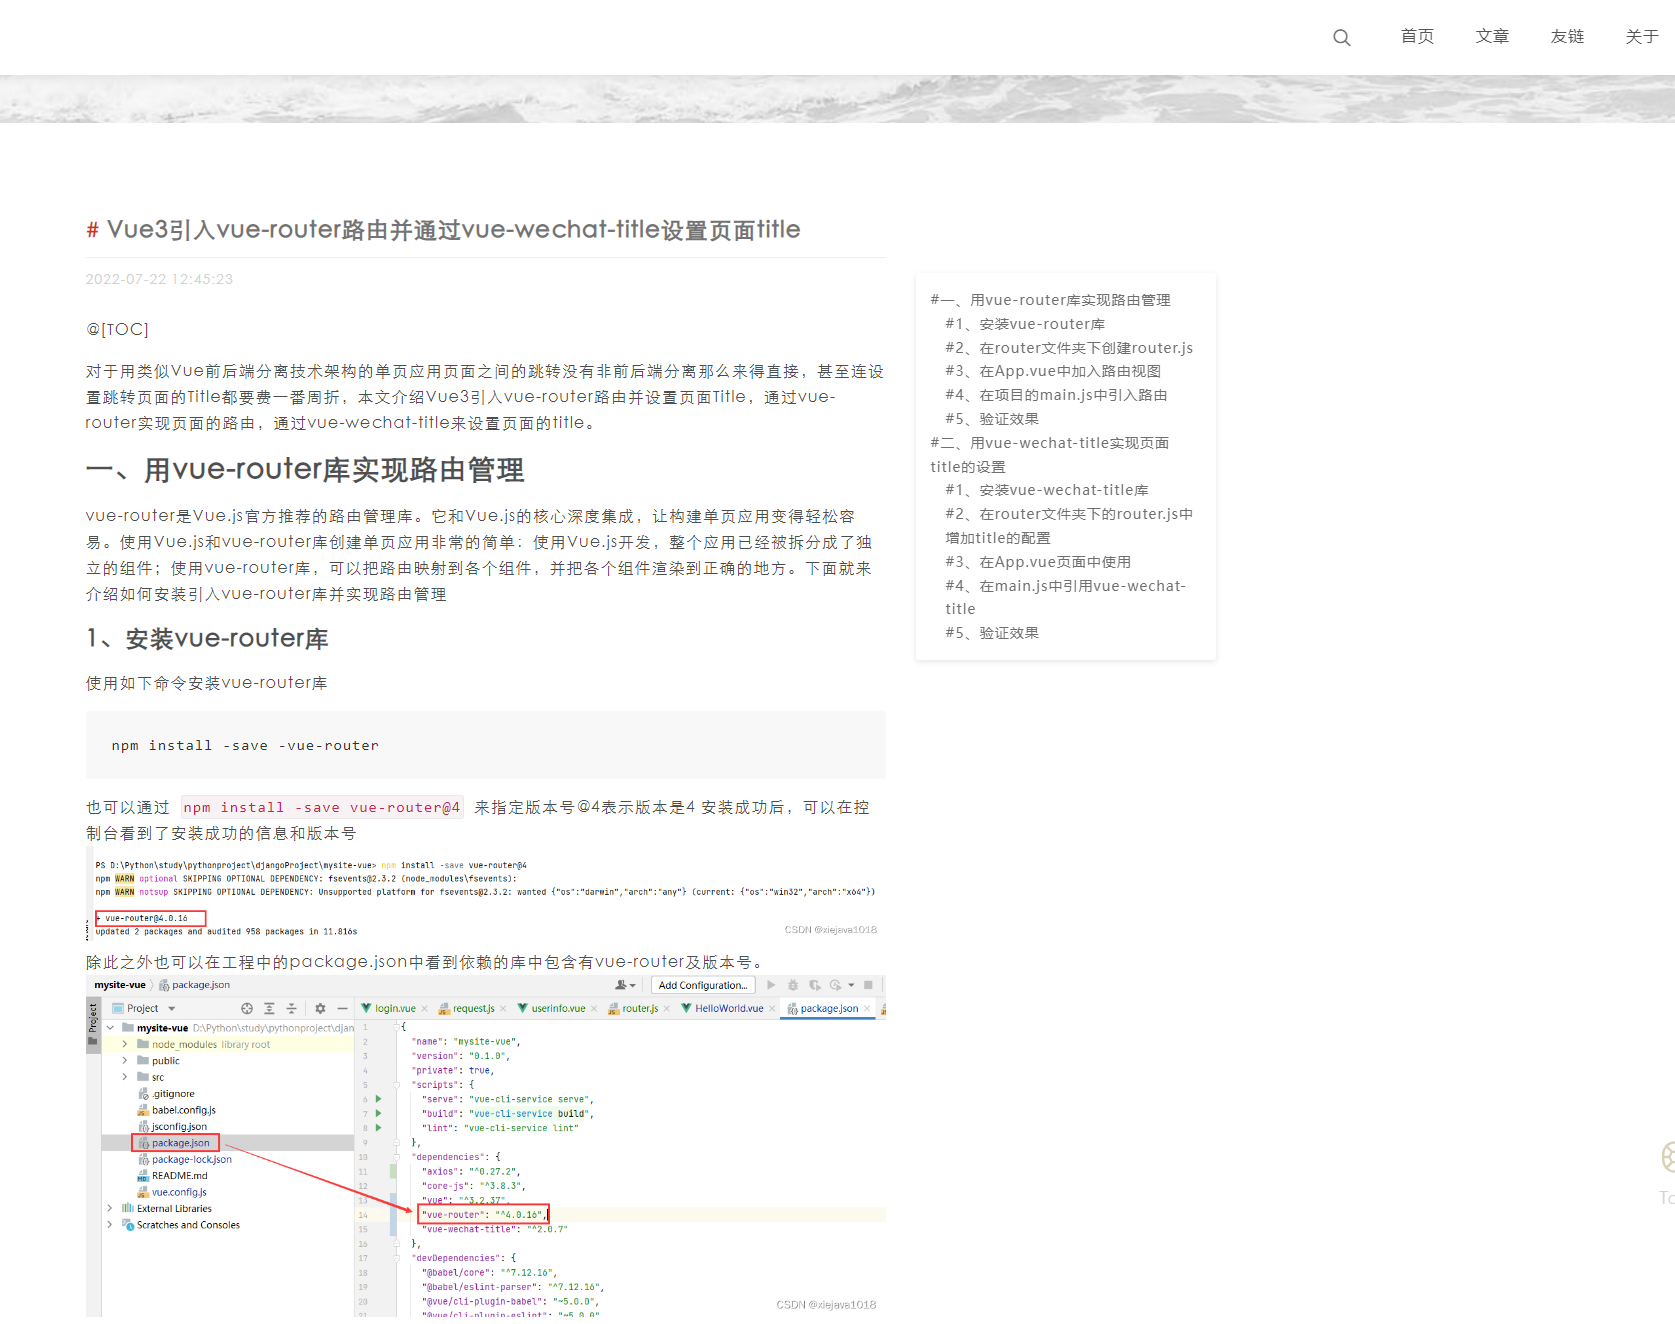 首页 文章 友链 关于
# Vue3引入vue-router路由并通过vue-wechat-title设置页面title
2022-07-22 12:45:23
@[TOC]
对于用类似Vue前后端分离技术架构的单页应用页面之间的跳转没有非前后端分离那么来得直接，甚至连设
置跳转页面的Title都要费一番周折，本文介绍Vue3引入vue-router路由并设置页面Title，通过vue-
router实现页面的路由，通过vue-wechat-title来设置页面的title。
一、用vue-router库实现路由管理
vue-router是Vue.js官方推荐的路由管理库。它和Vue.js的核心深度集成，让构建单页应用变得轻松容
易。使用Vue.js和vue-router库创建单页应用非常的简单：使用Vue.js开发，整个应用已经被拆分成了独
立的组件；使用vue-router库，可以把路由映射到各个组件，并把各个组件渲染到正确的地方。下面就来
介绍如何安装引入vue-router库并实现路由管理
1、安装vue-router库
使用如下命令安装vue-router库
npm install -save -vue-router
也可以通过 npm install -save vue-router@4 来指定版本号@4表示版本是4 安装成功后，可以在控
制台看到了安装成功的信息和版本号
PS D:\Python\study\pythonproject\djangoProject\mysite-vue> npm install -save vue-router@4
npm WARN optional SKIPPING OPTIONAL DEPENDENCY: fsevents@2.3.2 (node_modules\fsevents):
npm WARN notsup SKIPPING OPTIONAL DEPENDENCY: Unsupported platform for fsevents@2.3.2: wanted {"os":"darwin","arch":"any"} (current: {"os":"win32","arch":"x64"})
+ vue-router@4.0.16
updated 2 packages and audited 958 packages in 11.816s
CSDN @xiejava1018
除此之外也可以在工程中的package.json中看到依赖的库中包含有vue-router及版本号。
mysite-vue package.json
Add Configuration...
Project
Project
login.vue request.js userinfo.vue router.js HelloWorld.vue package.json
mysite-vue D:\Python\study\pythonproject\djan
node_modules library root
public
src
.gitignore
babel.config.js
jsconfig.json
package.json
package-lock.json
README.md
vue.config.js
External Libraries
Scratches and Consoles
1 {
2 "name": "mysite-vue",
3 "version": "0.1.0",
4 "private": true,
5 "scripts": {
6 "serve": "vue-cli-service serve",
7 "build": "vue-cli-service build",
8 "lint": "vue-cli-service lint"
9 },
10 "dependencies": {
11 "axios": "^0.27.2",
12 "core-js": "^3.8.3",
13 "vue": "^3.2.37",
14 "vue-router": "^4.0.16",
15 "vue-wechat-title": "^2.0.7"
16 },
17 "devDependencies": {
18 "@babel/core": "^7.12.16",
19 "@babel/eslint-parser": "^7.12.16",
20 "@vue/cli-plugin-babel": "~5.0.0",
21 "@vue/cli-plugin-eslint": "~5.0.0"
CSDN @xiejava1018
#一、用vue-router库实现路由管理
#1、安装vue-router库
#2、在router文件夹下创建router.js
#3、在App.vue中加入路由视图
#4、在项目的main.js中引入路由
#5、验证效果
#二、用vue-wechat-title实现页面
title的设置
#1、安装vue-wechat-title库
#2、在router文件夹下的router.js中
增加title的配置
#3、在App.vue页面中使用
#4、在main.js中引用vue-wechat-
title
#5、验证效果